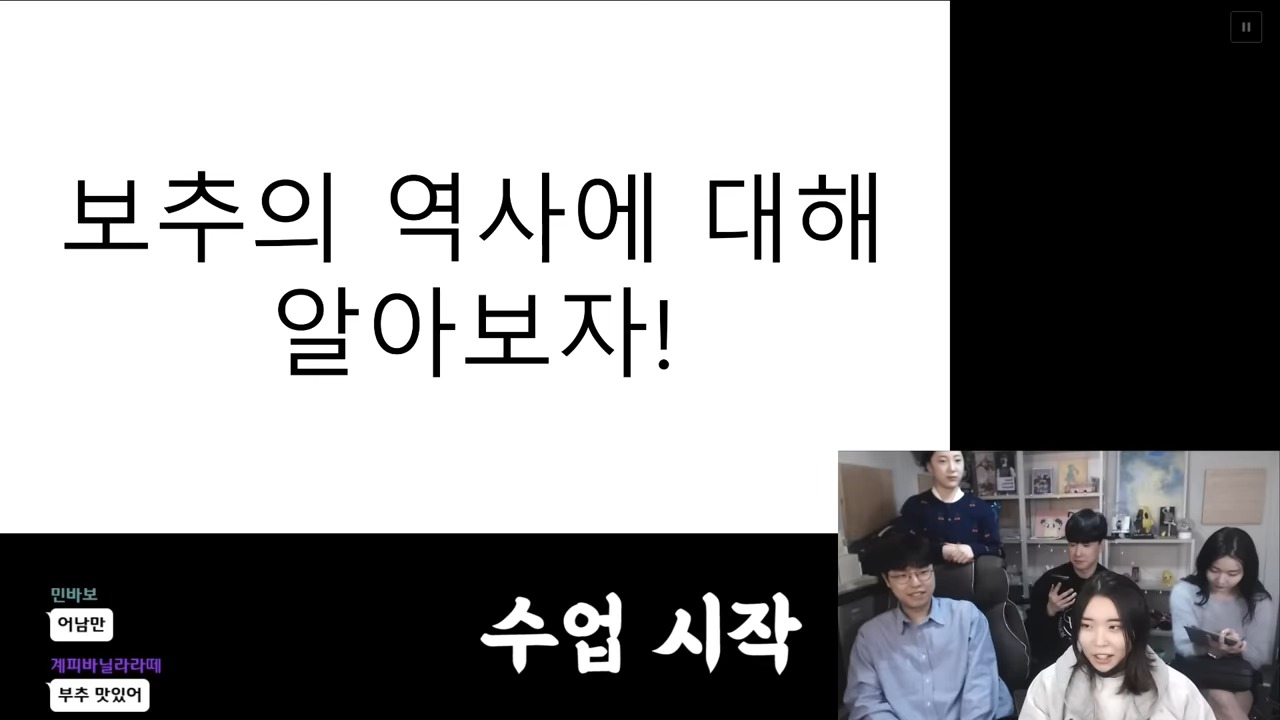 보추의 역사에 대해
알아보자!
민바보
어남만
계피바닐라라떼
부추 맛있어
수업 시작